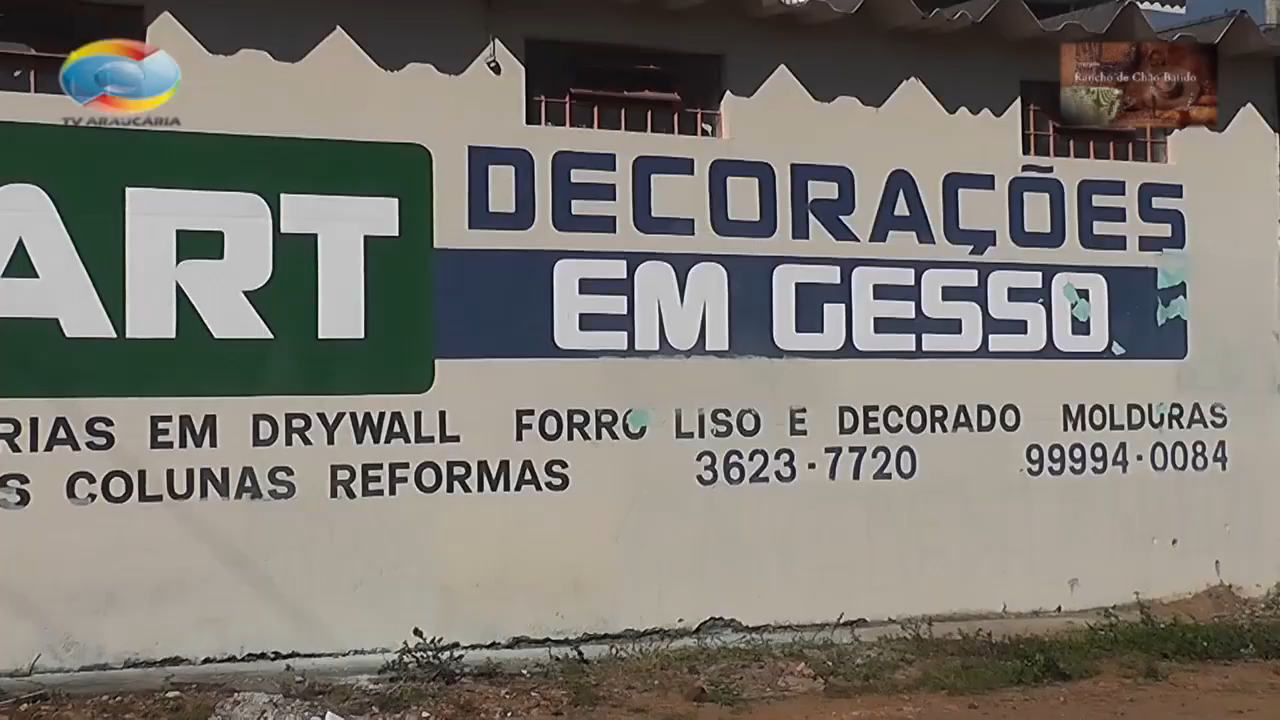 TV ARAUCÁRIA
Rancho de Chão Batido
ART
DECORAÇÕES
EM GESSO
RIAS EM DRYWALL FORRO LISO E DECORADO MOLDURAS
S COLUNAS REFORMAS 3623-7720 99994-0084